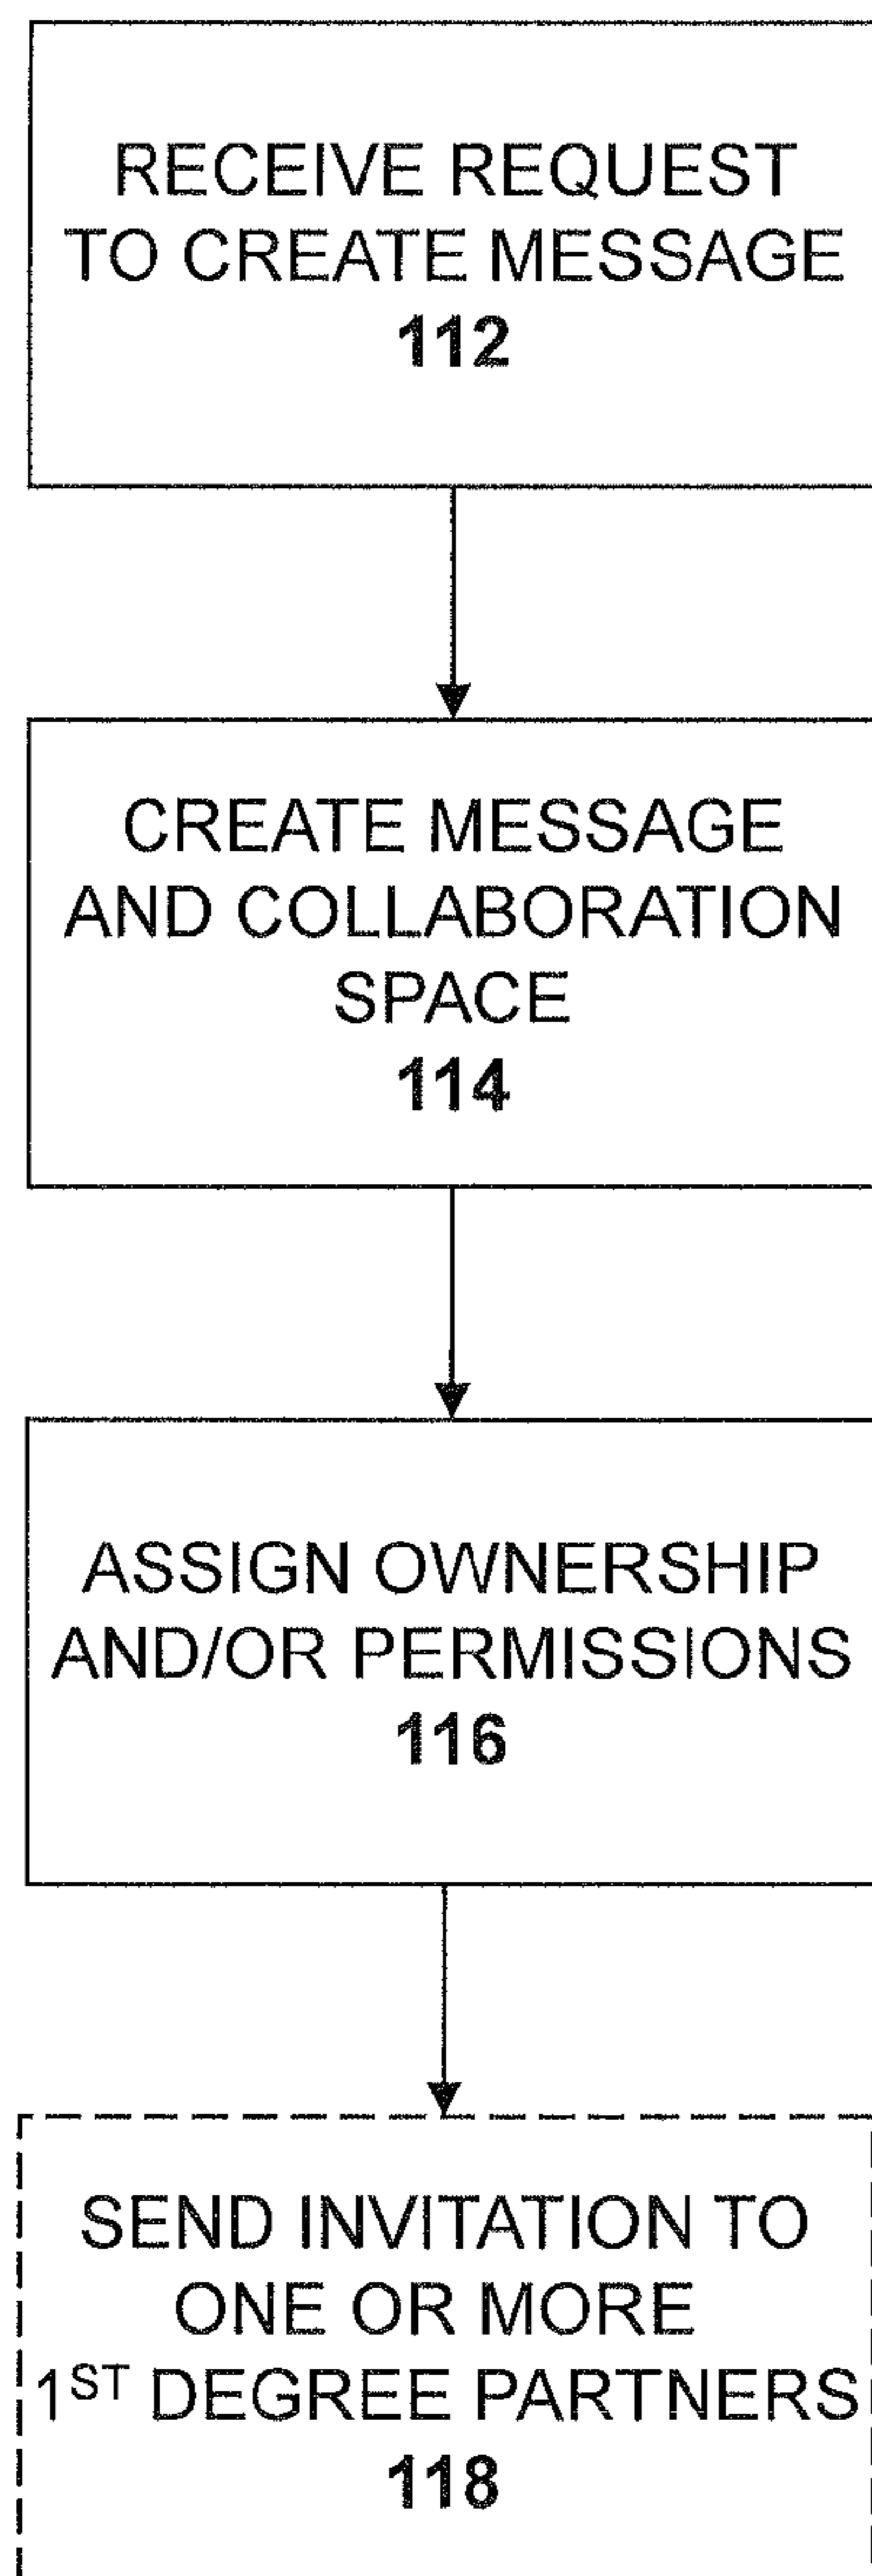 RECEIVE REQUEST
TO CREATE MESSAGE
112
CREATE MESSAGE
AND COLLABORATION
SPACE
114
ASSIGN OWNERSHIP
AND/OR PERMISSIONS
116
SEND INVITATION TO
ONE OR MORE
1ST DEGREE PARTNERS
118